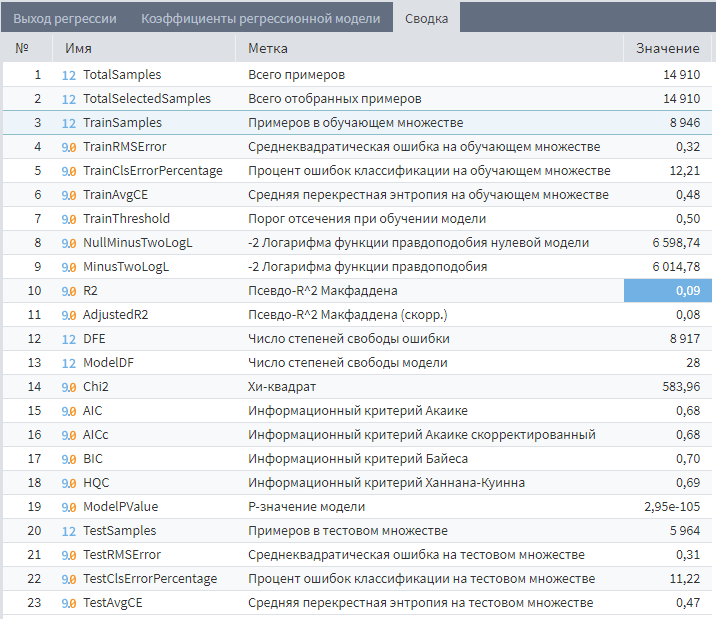 Выход регрессии Коэффициенты регрессионной модели Сводка
№ Имя Метка Значение
1 12 TotalSamples Всего примеров 14 910
2 12 TotalSelectedSamples Всего отобранных примеров 14 910
3 12 TrainSamples Примеров в обучающем множестве 8 946
4 9.0 TrainRMSError Среднеквадратическая ошибка на обучающем множестве 0,32
5 9.0 TrainClsErrorPercentage Процент ошибок классификации на обучающем множестве 12,21
6 9.0 TrainAvgCE Средняя перекрестная энтропия на обучающем множестве 0,48
7 9.0 TrainThreshold Порог отсечения при обучении модели 0,50
8 9.0 NullMinusTwoLogL -2 Логарифма функции правдоподобия нулевой модели 6 598,74
9 9.0 MinusTwoLogL -2 Логарифма функции правдоподобия 6 014,78
10 9.0 R2 Псевдо-R^2 Макфаддена 0,09
11 9.0 AdjustedR2 Псевдо-R^2 Макфаддена (скорр.) 0,08
12 12 DFE Число степеней свободы ошибки 8 917
13 12 ModelDF Число степеней свободы модели 28
14 9.0 Chi2 Хи-квадрат 583,96
15 9.0 AIC Информационный критерий Акаике 0,68
16 9.0 AICc Информационный критерий Акаике скорректированный 0,68
17 9.0 BIC Информационный критерий Байеса 0,70
18 9.0 HQC Информационный критерий Ханнана-Куинна 0,69
19 9.0 ModelPValue P-значение модели 2,95e-105
20 12 TestSamples Примеров в тестовом множестве 5 964
21 9.0 TestRMSError Среднеквадратическая ошибка на тестовом множестве 0,31
22 9.0 TestClsErrorPercentage Процент ошибок классификации на тестовом множестве 11,22
23 9.0 TestAvgCE Средняя перекрестная энтропия на тестовом множестве 0,47